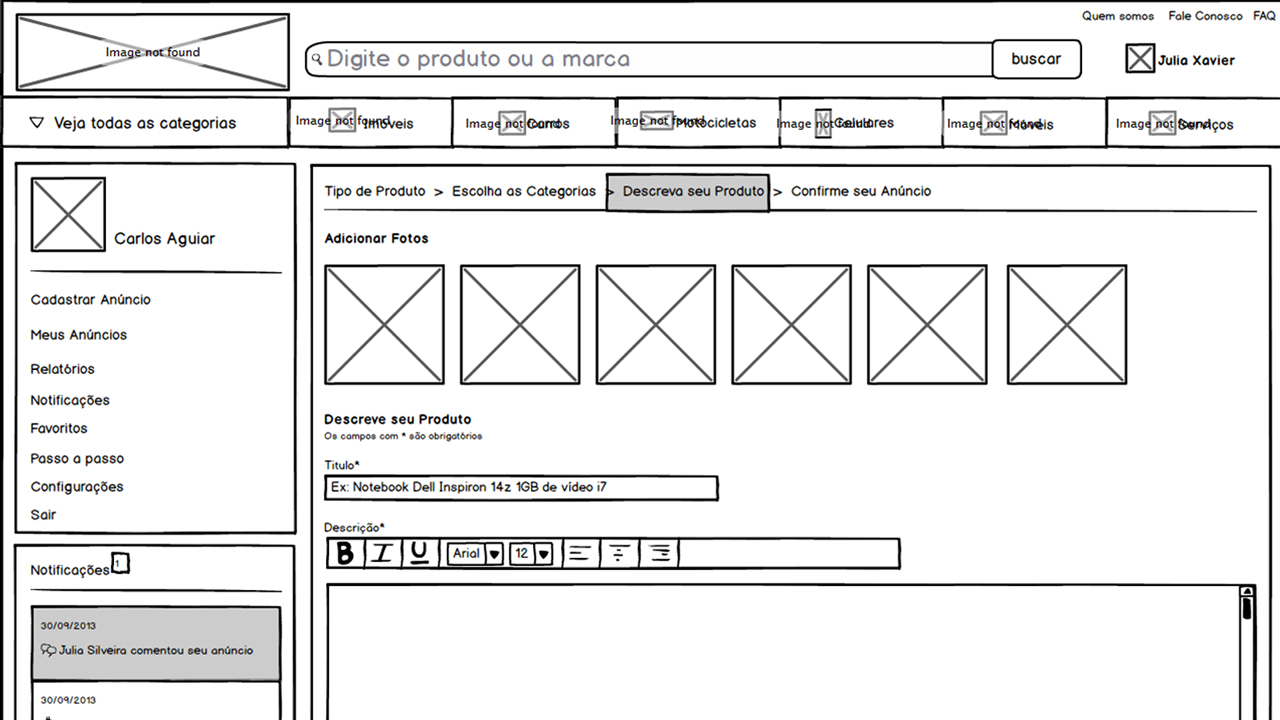 Quem somos Fale Conosco FAQ
Image not found
Digite o produto ou a marca
buscar
Julia Xavier
Veja todas as categorias
Image not found Imóveis
Image not found Carros
Image not found Motocicletas
Image not found Celulares
Image not found Móveis
Image not found Serviços
Carlos Aguiar
Cadastrar Anúncio
Meus Anúncios
Relatórios
Notificações
Favoritos
Passo a passo
Configurações
Sair
Notificações 1
30/09/2013
Julia Silveira comentou seu anúncio
30/09/2013
Tipo de Produto > Escolha as Categorias > Descreva seu Produto > Confirme seu Anúncio
Adicionar Fotos
Descreve seu Produto
Os campos com * são obrigatórios
Titulo*
Ex: Notebook Dell Inspiron 14z 1GB de vídeo i7
Descrição*
B I U Arial 12